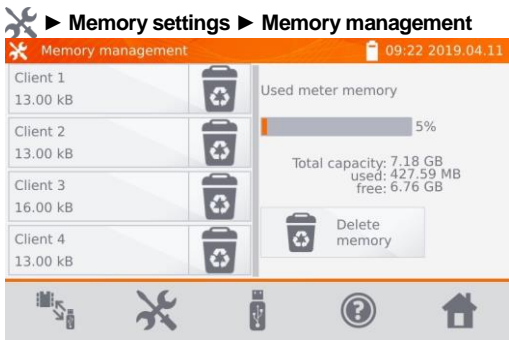 ► Memory settings ► Memory management
Memory management
09:22 2019.04.11
Client 1
13.00 kB
Client 2
13.00 kB
Client 3
16.00 kB
Client 4
13.00 kB
Used meter memory
5%
Total capacity: 7.18 GB
used: 427.59 MB
free: 6.76 GB
Delete
memory
?